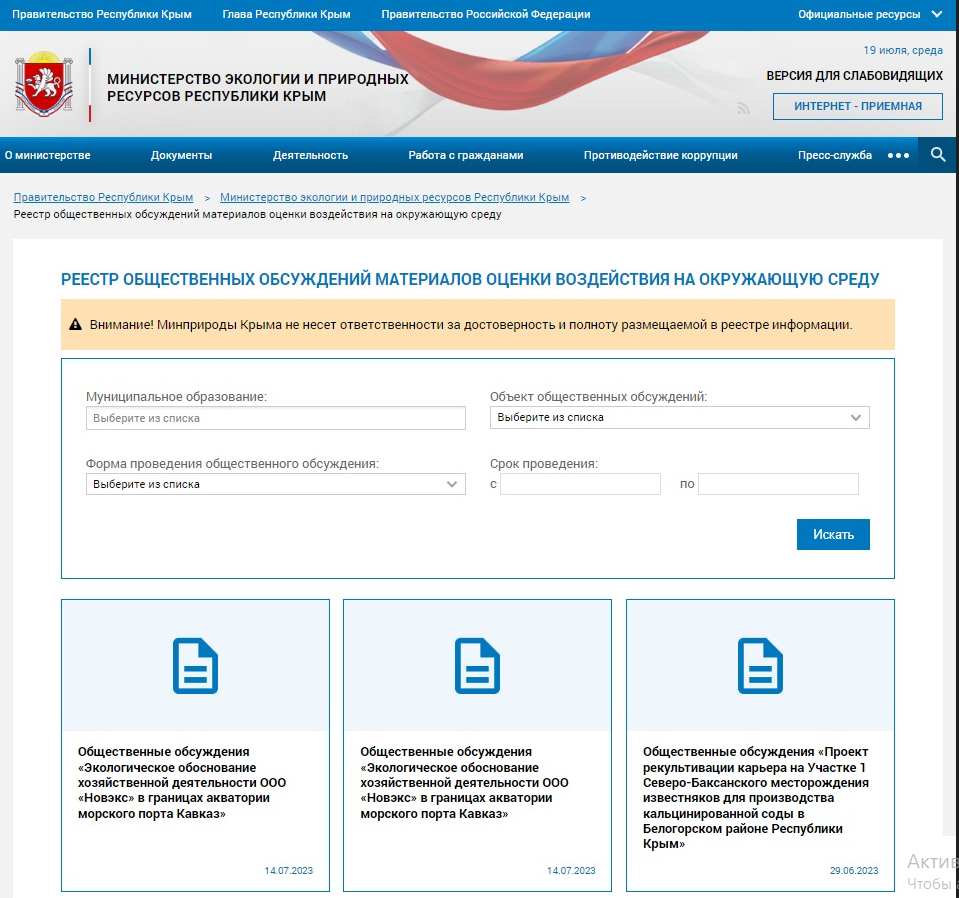 Правительство Республики Крым Глава Республики Крым Правительство Российской Федерации Официальные ресурсы
19 июля, среда
МИНИСТЕРСТВО ЭКОЛОГИИ И ПРИРОДНЫХ
РЕСУРСОВ РЕСПУБЛИКИ КРЫМ
ВЕРСИЯ ДЛЯ СЛАБОВИДЯЩИХ
ИНТЕРНЕТ - ПРИЕМНАЯ
О министерстве Документы Деятельность Работа с гражданами Противодействие коррупции Пресс-служба
Правительство Республики Крым > Министерство экологии и природных ресурсов Республики Крым >
Реестр общественных обсуждений материалов оценки воздействия на окружающую среду
РЕЕСТР ОБЩЕСТВЕННЫХ ОБСУЖДЕНИЙ МАТЕРИАЛОВ ОЦЕНКИ ВОЗДЕЙСТВИЯ НА ОКРУЖАЮЩУЮ СРЕДУ
Внимание! Минприроды Крыма не несет ответственности за достоверность и полноту размещаемой в реестре информации.
Муниципальное образование:
Выберите из списка
Объект общественных обсуждений:
Выберите из списка
Форма проведения общественного обсуждения:
Выберите из списка
Срок проведения:
с по
Искать
Общественные обсуждения
«Экологическое обоснование
хозяйственной деятельности ООО
«Новэкс» в границах акватории
морского порта Кавказ»
14.07.2023
Общественные обсуждения
«Экологическое обоснование
хозяйственной деятельности ООО
«Новэкс» в границах акватории
морского порта Кавказ»
14.07.2023
Общественные обсуждения «Проект
рекультивации карьера на Участке 1
Северо-Баксанского месторождения
известняков для производства
кальцинированной соды в
Белогорском районе Республики
Крым»
29.06.2023
Актив
Чтобы